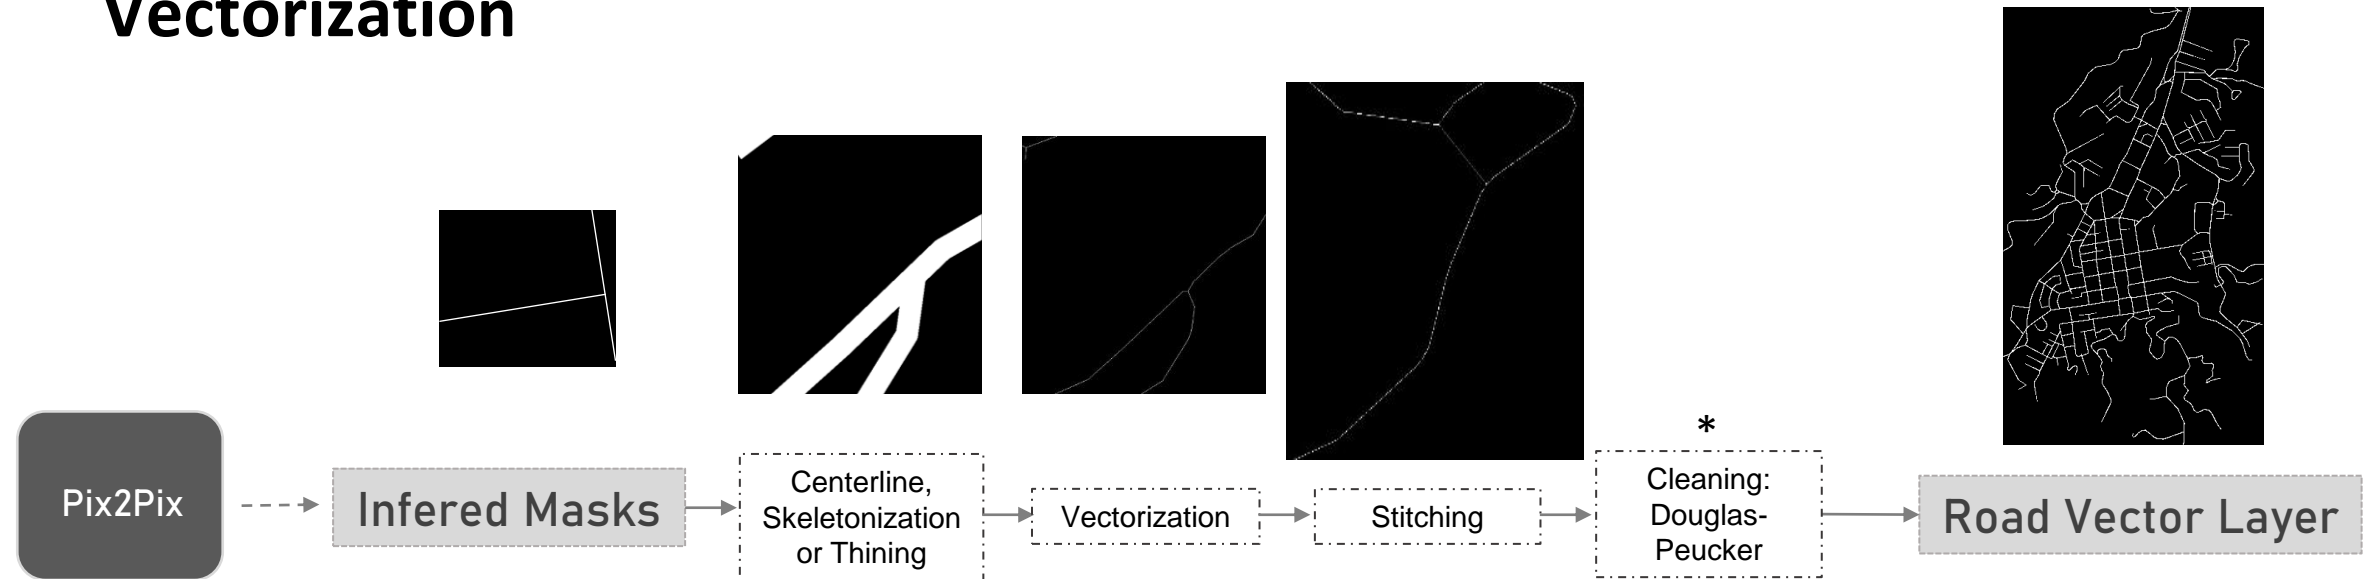 Vectorization
*
Pix2Pix
Infered Masks
Centerline,
Skeletonization
or Thining
Vectorization
Stitching
Cleaning:
Douglas-
Peucker
Road Vector Layer